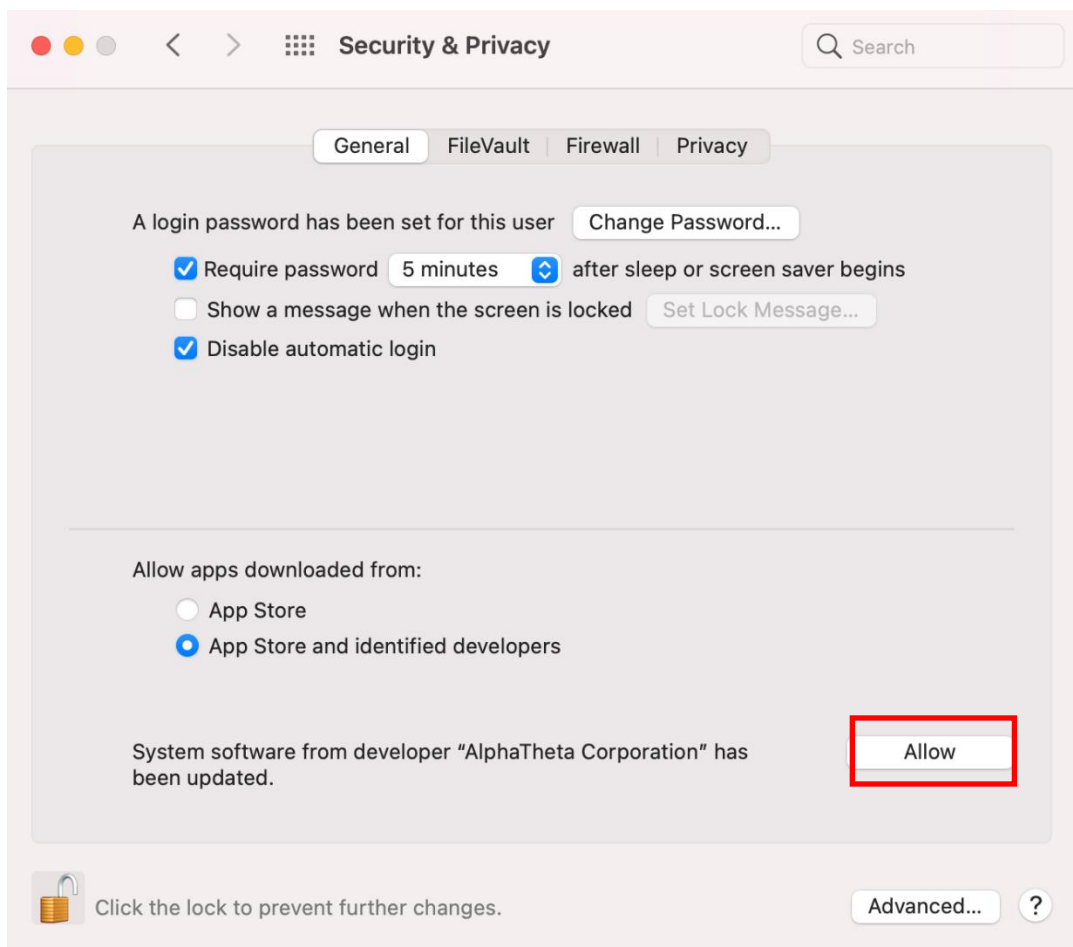 Security & Privacy
Search
General FileVault Firewall Privacy
A login password has been set for this user Change Password...
Require password 5 minutes after sleep or screen saver begins
Show a message when the screen is locked Set Lock Message...
Disable automatic login
Allow apps downloaded from:
App Store
App Store and identified developers
System software from developer “AlphaTheta Corporation” has
been updated.
Allow
Click the lock to prevent further changes.
Advanced... ?